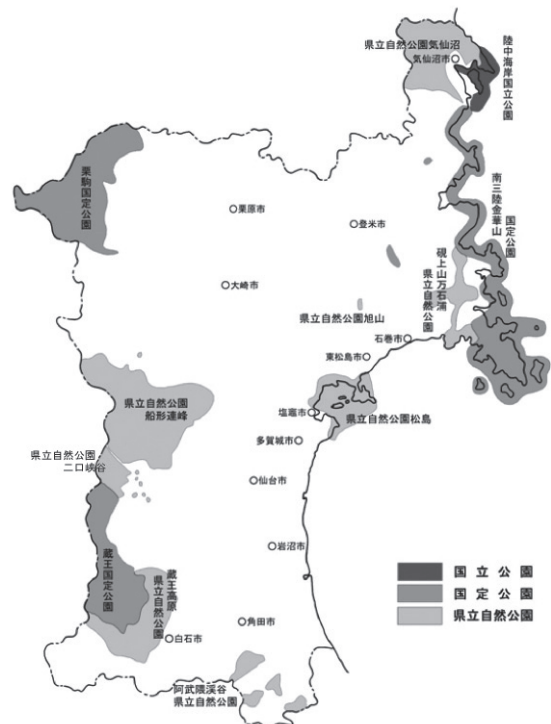 県立自然公園気仙沼
気仙沼市
陸中海岸国立公園
栗駒国定公園
栗原市
登米市
南三陸金華山
国定公園
硯上山万石浦
県立自然公園
大崎市
県立自然公園旭山
石巻市
東松島市
県立自然公園
船形連峰
塩竈市
県立自然公園松島
多賀城市
県立自然公園
二口峡谷
仙台市
岩沼市
蔵王国定公園
蔵王高原
県立自然公園
白石市
角田市
阿武隈渓谷
県立自然公園
国立公園
国定公園
県立自然公園